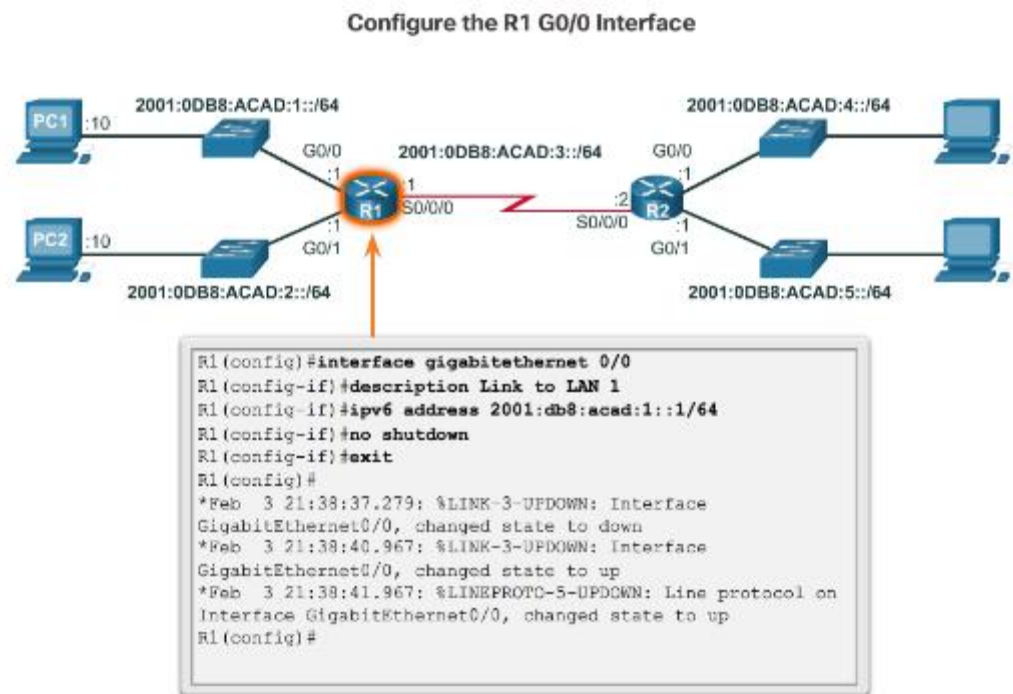 Configure the R1 G0/0 Interface
2001:0DB8:ACAD:1::/64
2001:0DB8:ACAD:4::/64
PC1 :10
G0/0
2001:0DB8:ACAD:3::/64
G0/0
:1
:1
:1
R1
S0/0/0
:2
R2
S0/0/0
PC2 :10
:1
G0/1
:1
G0/1
2001:0DB8:ACAD:2::/64
2001:0DB8:ACAD:5::/64
R1(config)#interface gigabitethernet 0/0
R1(config-if)#description Link to LAN 1
R1(config-if)#ipv6 address 2001:db8:acad:1::1/64
R1(config-if)#no shutdown
R1(config-if)#exit
R1(config)#
*Feb  3 21:38:37.279: %LINK-3-UPDOWN: Interface
GigabitEthernet0/0, changed state to down
*Feb  3 21:38:40.967: %LINK-3-UPDOWN: Interface
GigabitEthernet0/0, changed state to up
*Feb  3 21:38:41.967: %LINEPROTO-5-UPDOWN: Line protocol on
Interface GigabitEthernet0/0, changed state to up
R1(config)#